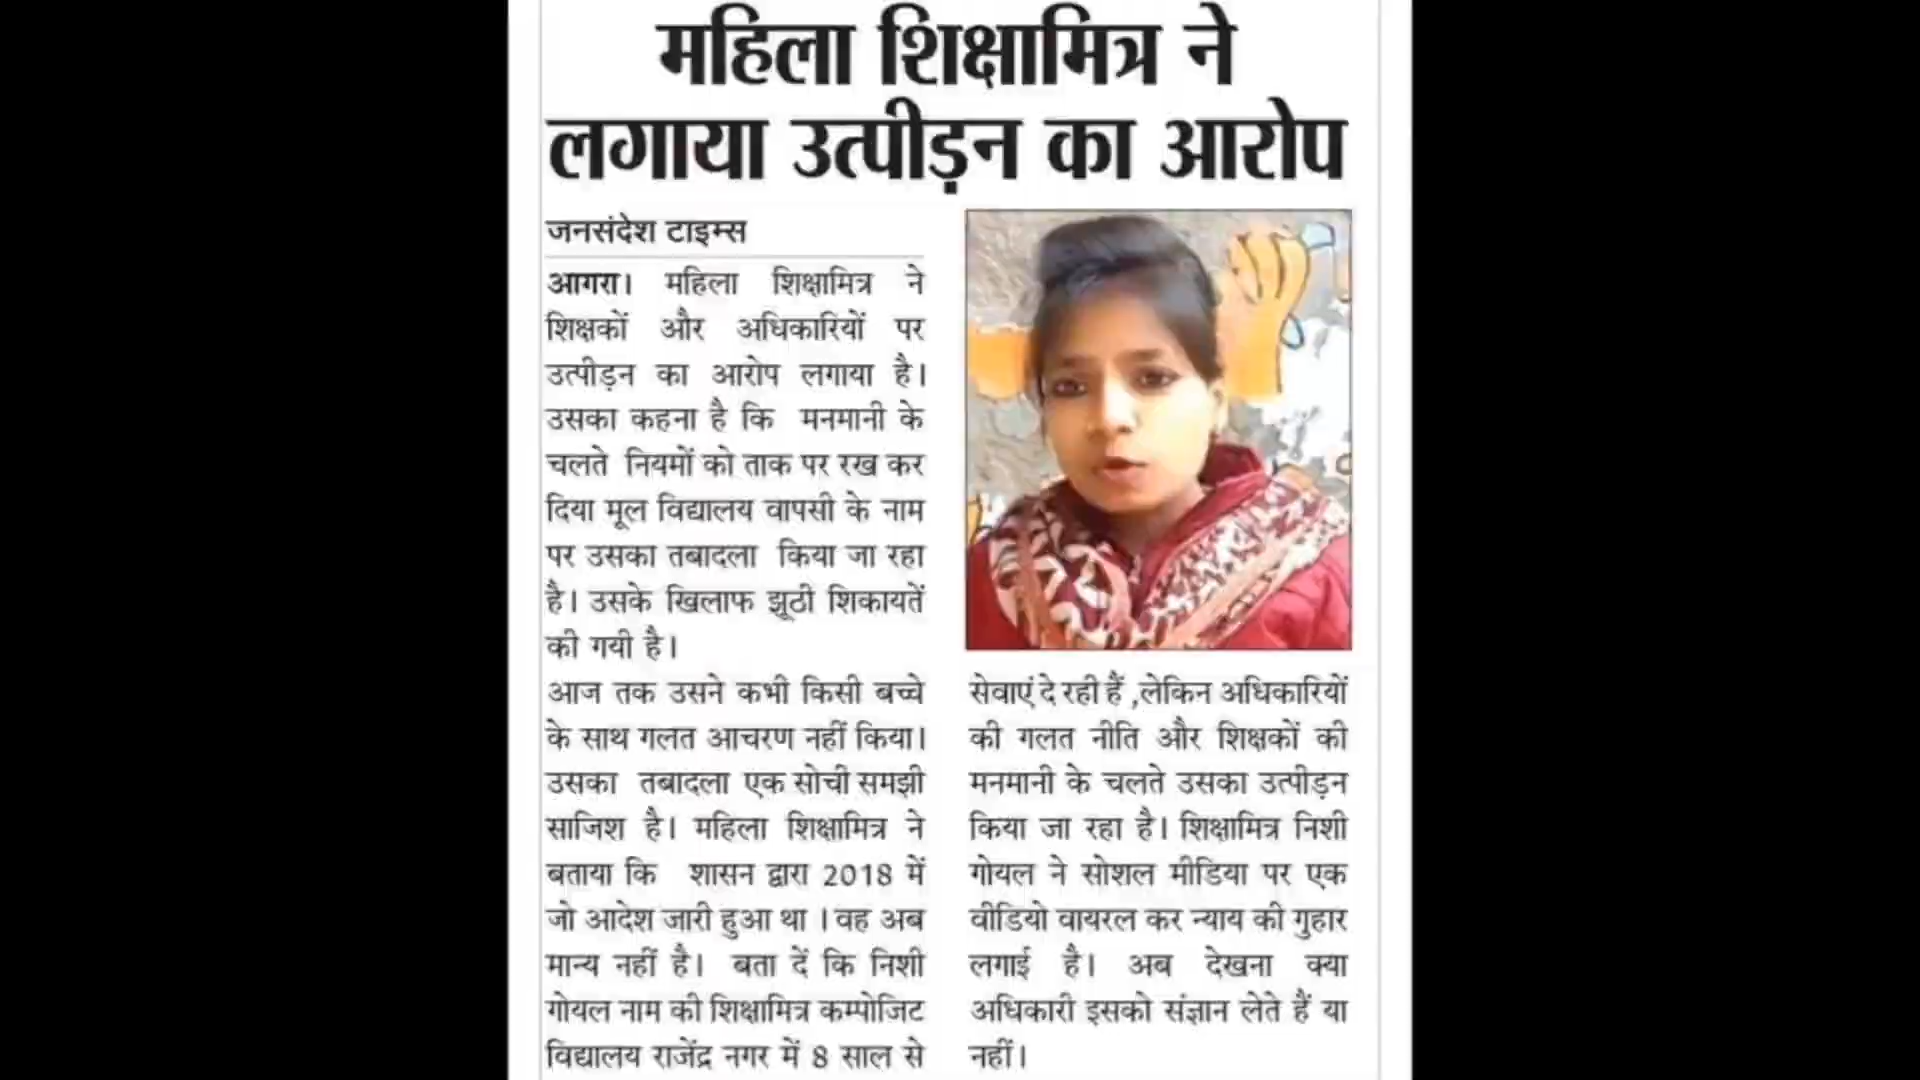 महिला शिक्षामित्र ने
लगाया उत्पीड़न का आरोप
जनसंदेश टाइम्स
आगरा। महिला शिक्षामित्र ने
शिक्षकों और अधिकारियों पर
उत्पीड़न का आरोप लगाया है।
उसका कहना है कि मनमानी के
चलते नियमों को ताक पर रख कर
दिया मूल विद्यालय वापसी के नाम
पर उसका तबादला किया जा रहा
है। उसके खिलाफ झूठी शिकायतें
की गयी है।
आज तक उसने कभी किसी बच्चे
के साथ गलत आचरण नहीं किया।
उसका तबादला एक सोची समझी
साजिश है। महिला शिक्षामित्र ने
बताया कि शासन द्वारा 2018 में
जो आदेश जारी हुआ था । वह अब
मान्य नहीं है। बता दें कि निशी
गोयल नाम की शिक्षामित्र कम्पोजिट
विद्यालय राजेंद्र नगर में 8 साल से
सेवाएं दे रही हैं ,लेकिन अधिकारियों
की गलत नीति और शिक्षकों की
मनमानी के चलते उसका उत्पीड़न
किया जा रहा है। शिक्षामित्र निशी
गोयल ने सोशल मीडिया पर एक
वीडियो वायरल कर न्याय की गुहार
लगाई है। अब देखना क्या
अधिकारी इसको संज्ञान लेते हैं या
नहीं।